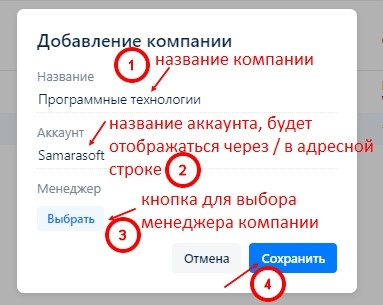 Добавление компании
1 название компании
Название
Программные технологии
Аккаунт
название аккаунта, будет
отображаться через / в адресной
Samarasoft
строке 2
Менеджер
кнопка для выбора
Выбрать
3 менеджера компании
Отмена Сохранить
4